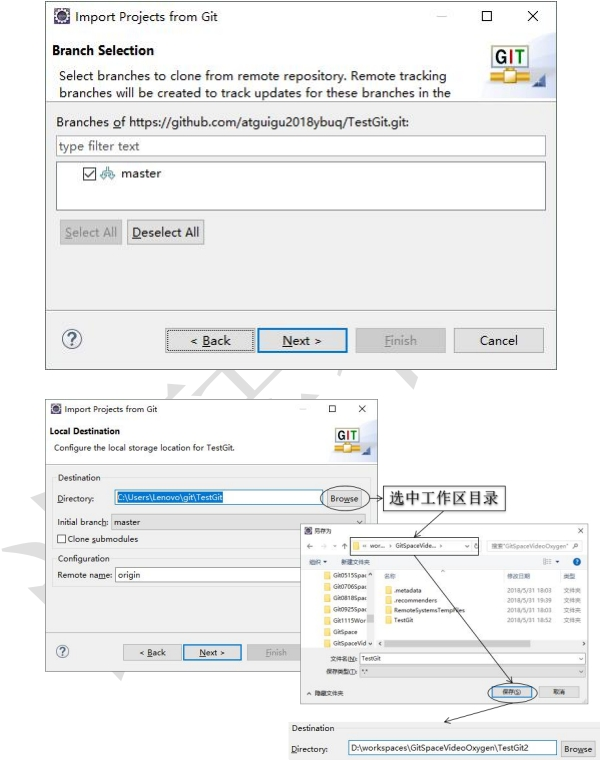 Import Projects from Git
Branch Selection
Select branches to clone from remote repository. Remote tracking
branches will be created to track updates for these branches in the
GIT
Branches of https://github.com/atguigu2018ybuq/TestGit.git:
type filter text
master
Select All
Deselect All
< Back
Next >
Finish
Cancel
Import Projects from Git
Local Destination
Configure the local storage location for TestGit.
GIT
Destination
Directory:
C:\Users\Lenovo\git\TestGit
Browse
选中工作区目录
Initial branch:
master
Clone submodules
Configuration
Remote name:
origin
< Back
Next >
Finish
另存为
« wor... › GitSpaceVide... ›
搜索"GitSpaceVideoOxygen"
组织
新建文件夹
Git0515Spac
Git0706Spac
Git0818Spac
Git0925Spac
Git1115Wor
GitSpace
GitSpaceVid
名称
修改日期
类型
.metadata
2018/5/31 18:03
文件夹
.recommenders
2018/5/31 19:39
文件夹
RemoteSystemsTempFiles
2018/5/31 18:03
文件夹
TestGit
2018/5/31 18:52
文件夹
文件名(N):
TestGit
保存类型(T):
*.*
隐藏文件夹
保存(S)
取消
Destination
Directory:
D:\workspaces\GitSpaceVideoOxygen\TestGit2
Browse